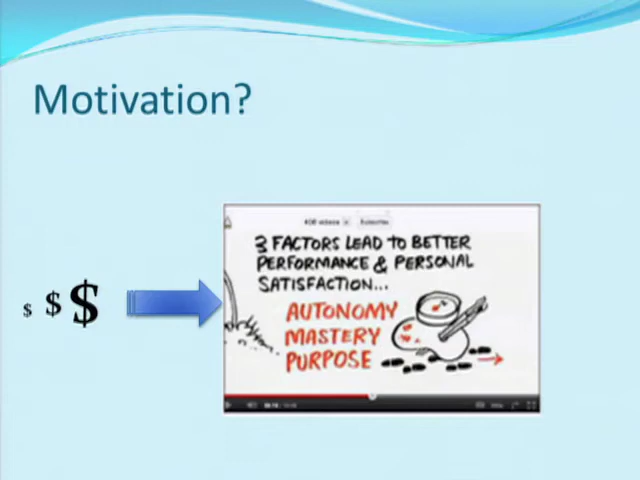 Motivation?
3 FACTORS LEAD TO BETTER
PERFORMANCE & PERSONAL
SATISFACTION...
$ $ $
AUTONOMY
MASTERY
PURPOSE